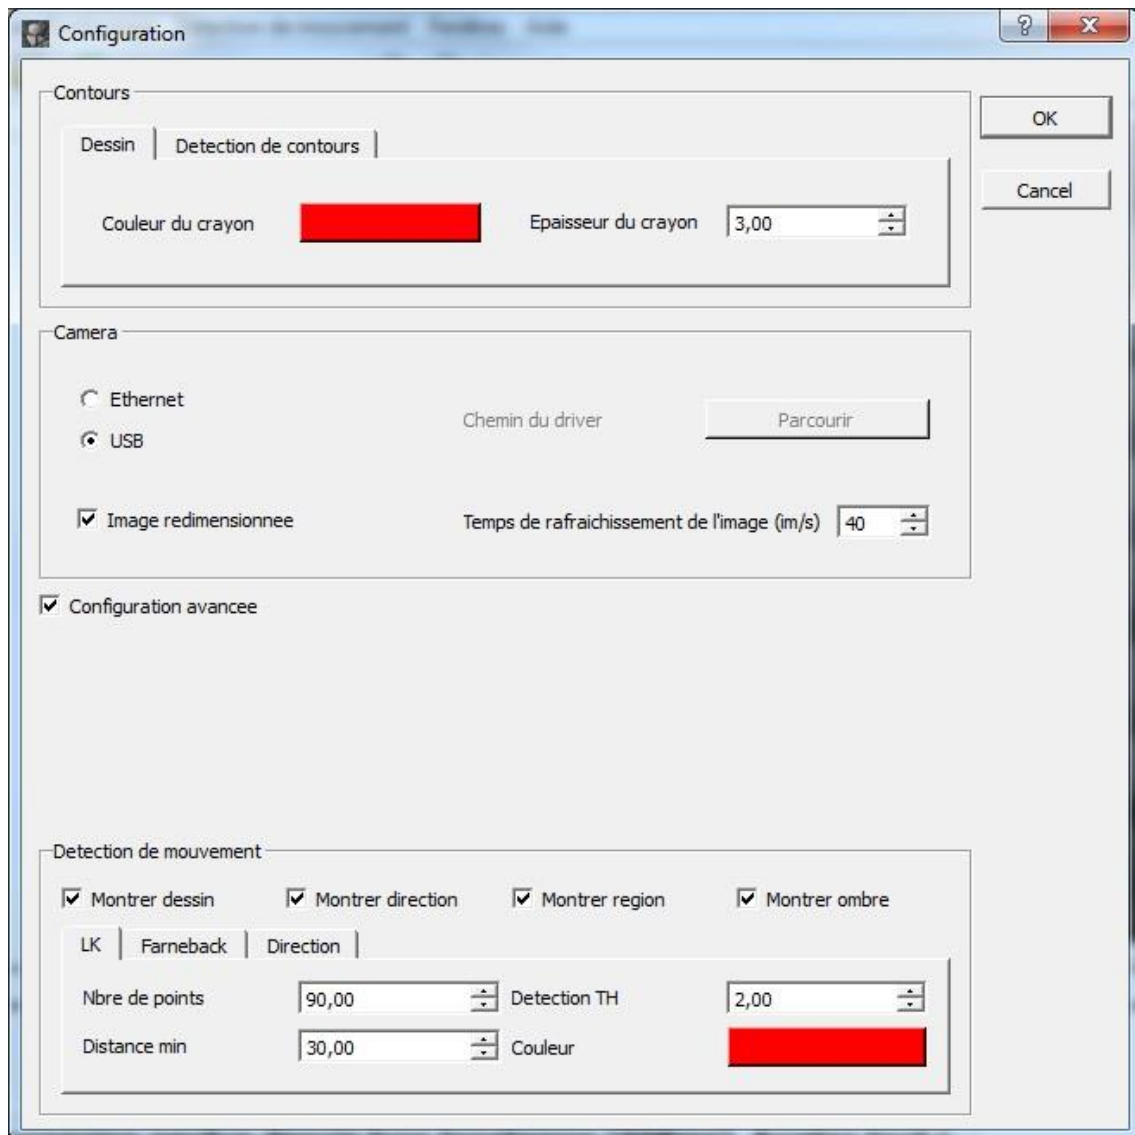 Configuration
Contours
Dessin Detection de contours
Couleur du crayon Epaisseur du crayon 3,00
OK
Cancel
Camera
Ethernet
USB
Chemin du driver Parcourir
Image redimensionnee Temps de rafraichissement de l'image (im/s) 40
Configuration avancee
Detection de mouvement
Montrer dessin Montrer direction Montrer region Montrer ombre
LK Farneback Direction
Nbre de points 90,00 Detection TH 2,00
Distance min 30,00 Couleur